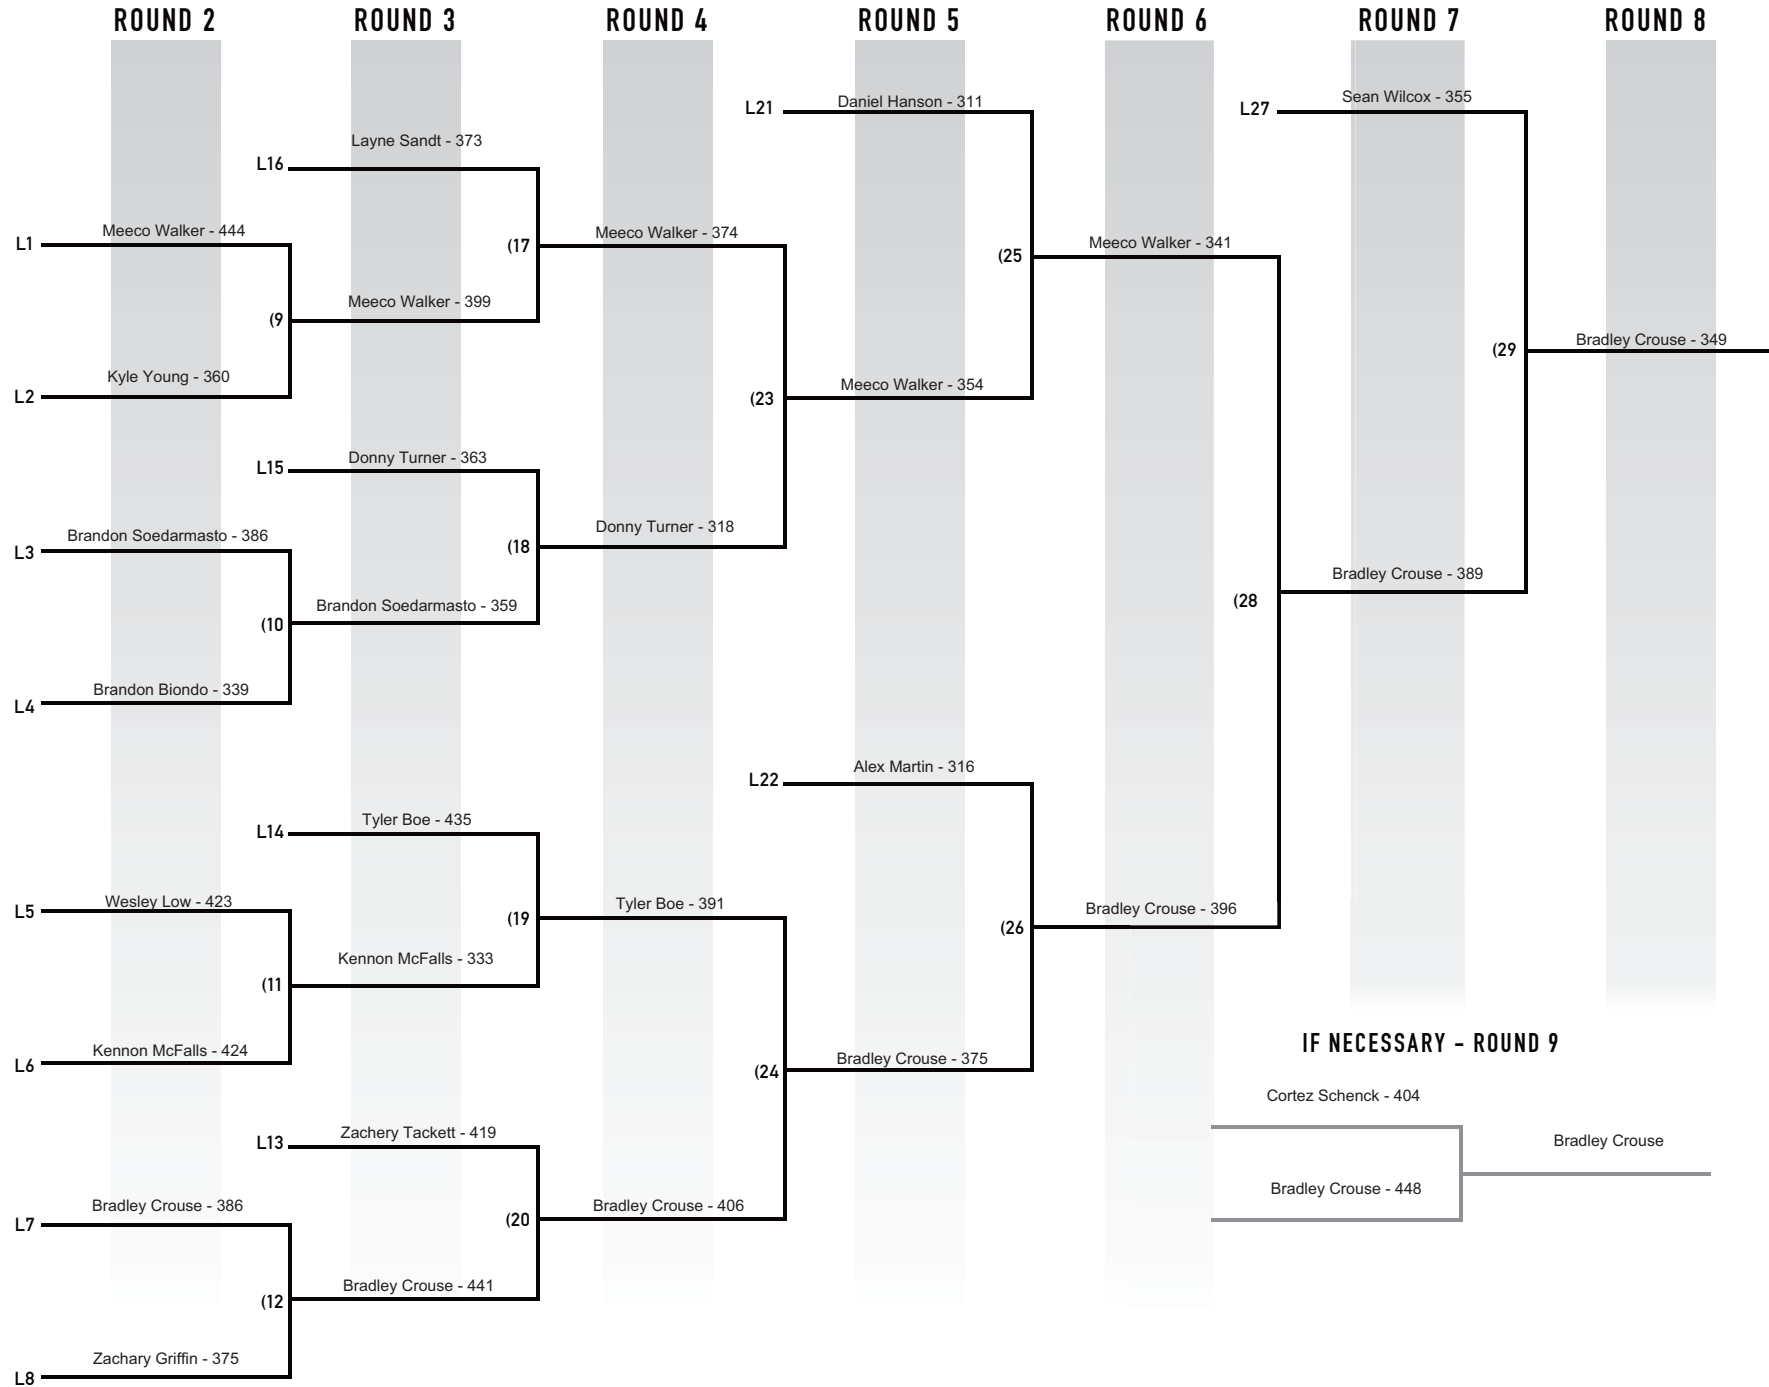 ROUND 2
ROUND 3
ROUND 4
ROUND 5
ROUND 6
ROUND 7
ROUND 8
L1
Meeco Walker - 444
L2
Kyle Young - 360
(9
L3
Brandon Soedarmasto - 386
L4
Brandon Biondo - 339
(10
L5
Wesley Low - 423
L6
Kennon McFalls - 424
(11
L7
Bradley Crouse - 386
L8
Zachary Griffin - 375
(12
L16
Layne Sandt - 373
Meeco Walker - 399
(17
L15
Donny Turner - 363
Brandon Soedarmasto - 359
(18
L14
Tyler Boe - 435
Kennon McFalls - 333
(19
L13
Zachery Tackett - 419
Bradley Crouse - 441
(20
Meeco Walker - 374
Donny Turner - 318
(23
Tyler Boe - 391
Bradley Crouse - 406
(24
L21
Daniel Hanson - 311
Meeco Walker - 354
(25
L22
Alex Martin - 316
Bradley Crouse - 375
(26
Meeco Walker - 341
Bradley Crouse - 396
(28
L27
Sean Wilcox - 355
Bradley Crouse - 389
(29
Bradley Crouse - 349
IF NECESSARY - ROUND 9
Cortez Schenck - 404
Bradley Crouse - 448
Bradley Crouse